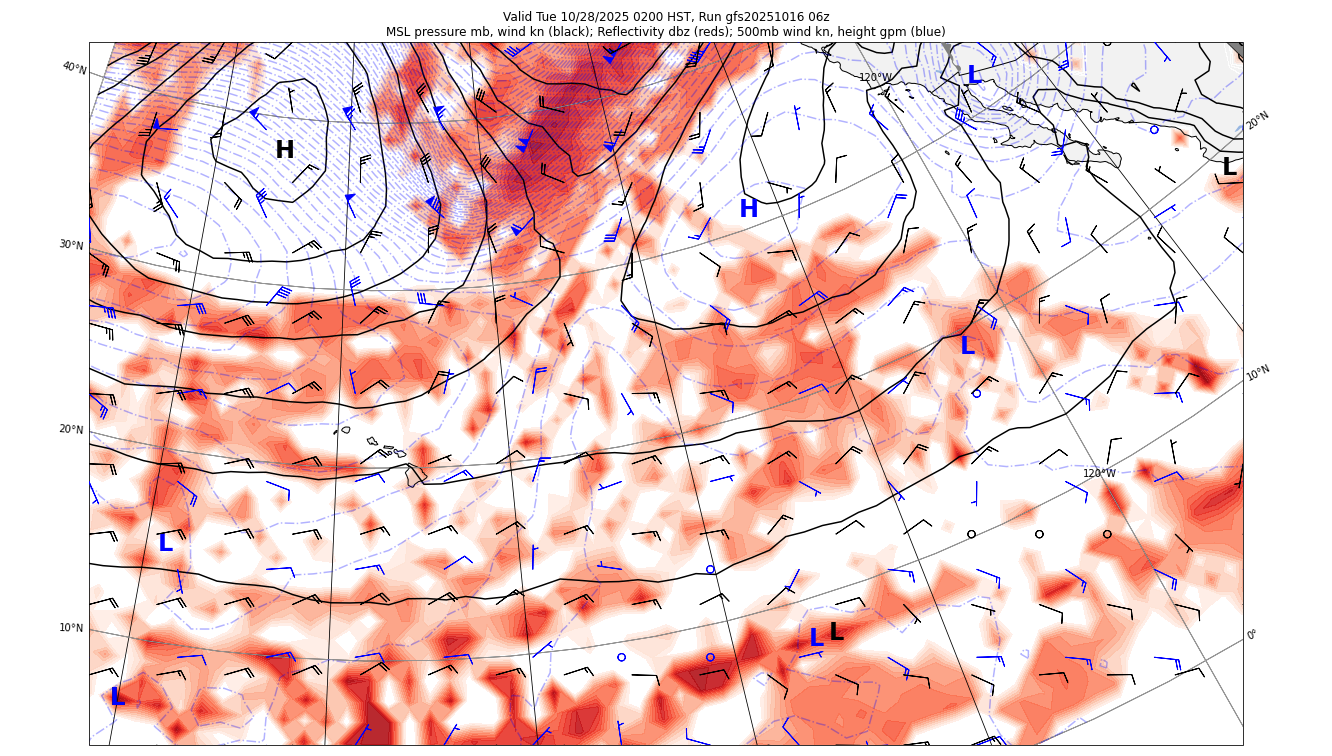 Valid Tue 10/28/2025 0200 HST, Run gfs20251016 06z
MSL pressure mb, wind kn (black); Reflectivity dbz (reds); 500mb wind kn, height gpm (blue)
40°N
120°W
L
20°N
H
L
H
30°N
L
10°N
20°N
120°W
L
10°N
L
L
0°
L